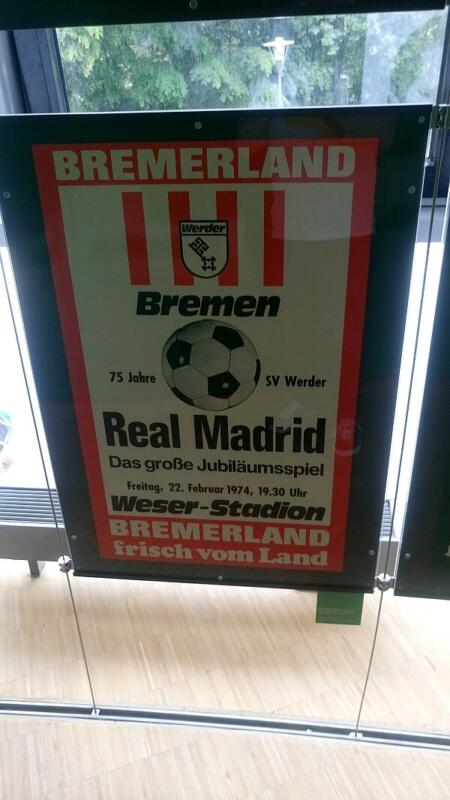 BREMERLAND
Werder
Bremen
75 Jahre SV Werder
Real Madrid
Das große Jubiläumsspiel
Freitag, 22. Februar 1974, 19.30 Uhr
Weser-Stadion
BREMERLAND
frisch vom Land